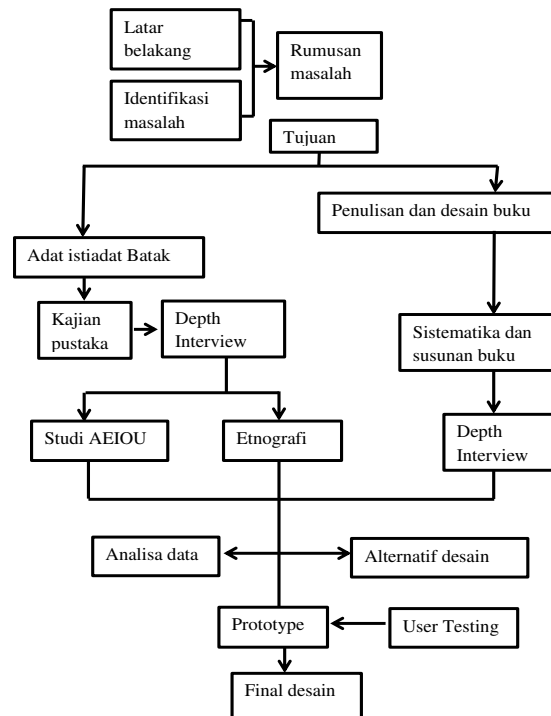 Latar
belakang
Rumusan
masalah
Identifikasi
masalah
Tujuan
Penulisan dan desain buku
Adat istiadat Batak
Kajian
pustaka
Depth
Interview
Sistematika dan
susunan buku
Studi AEIOU
Etnografi
Depth
Interview
Analisa data
Alternatif desain
Prototype
User Testing
Final desain